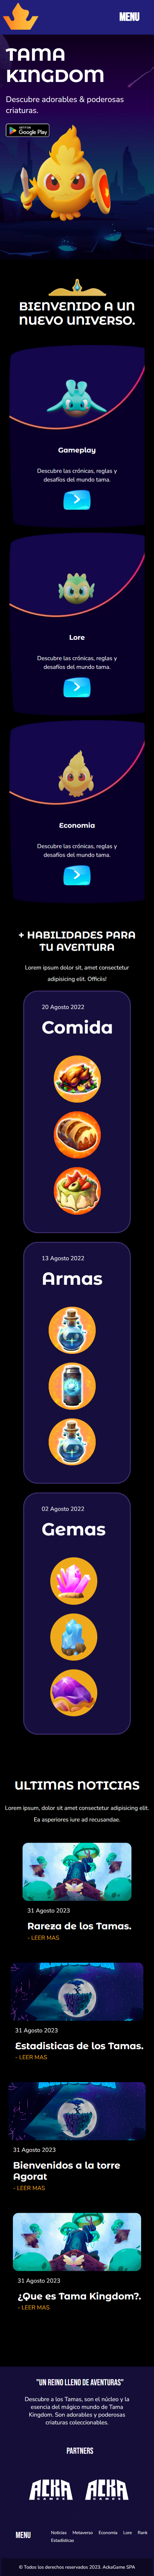 MENU
TAMA
KINGDOM
Descubre adorables & poderosas
criaturas.
Google Play
BIENVENIDO A UN
NUEVO UNIVERSO.
Gameplay
Descubre las crónicas, reglas y
desafíos del mundo tama.
Lore
Descubre las crónicas, reglas y
desafíos del mundo tama.
Economia
Descubre las crónicas, reglas y
desafíos del mundo tama.
+ HABILIDADES PARA
TU AVENTURA
Lorem ipsum dolor sit, amet consectetur
adipisicing elit. Officiis!
20 Agosto 2022
Comida
13 Agosto 2022
Armas
02 Agosto 2022
Gemas
ULTIMAS NOTICIAS
Lorem ipsum, dolor sit amet consectetur adipisicing elit.
Ea asperiores iure ad recusandae.
31 Agosto 2023
Rareza de los Tamas.
- LEER MAS
31 Agosto 2023
Estadisticas de los Tamas.
- LEER MAS
31 Agosto 2023
Bienvenidos a la torre
Agorat
- LEER MAS
31 Agosto 2023
¿Que es Tama Kingdom?.
- LEER MAS
"UN REINO LLENO DE AVENTURAS"
Descubre a los Tamas, son el núcleo y la
esencia del mágico mundo de Tama
Kingdom. Son adorables y poderosas
criaturas coleccionables.
PARTNERS
ACKA
GAMES
ACKA
GAMES
MENU
Noticias Metaverso Economia Lore Rank
Estadisticas
© Todos los derechos reservados 2023. AckaGame SPA